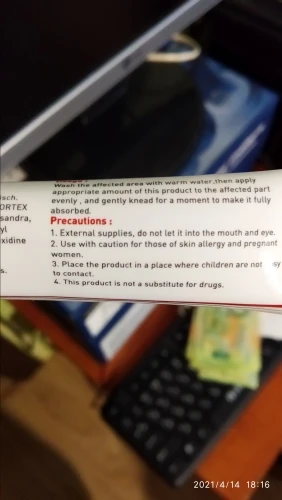 Wash the affected area with warm water ,then apply
appropriate amount of this product to the affected part
evenly , and gently knead for a moment to make it fully
absorbed.
Precautions :
1. External supplies, do not let it into the mouth and eye.
2. Use with caution for those of skin allergy and pregnant
women.
3. Place the product in a place where children are not
to contact.
4. This product is not a substitute for drugs.
isch.
ORTEX
sandra,
yl
xidine
s.
2021/4/14 18:16